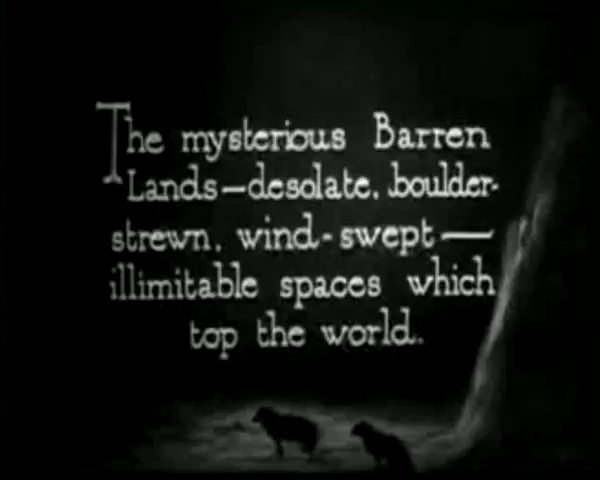 The mysterious Barren
Lands—desolate, boulder-
strewn, wind-swept—
illimitable spaces which
top the world.